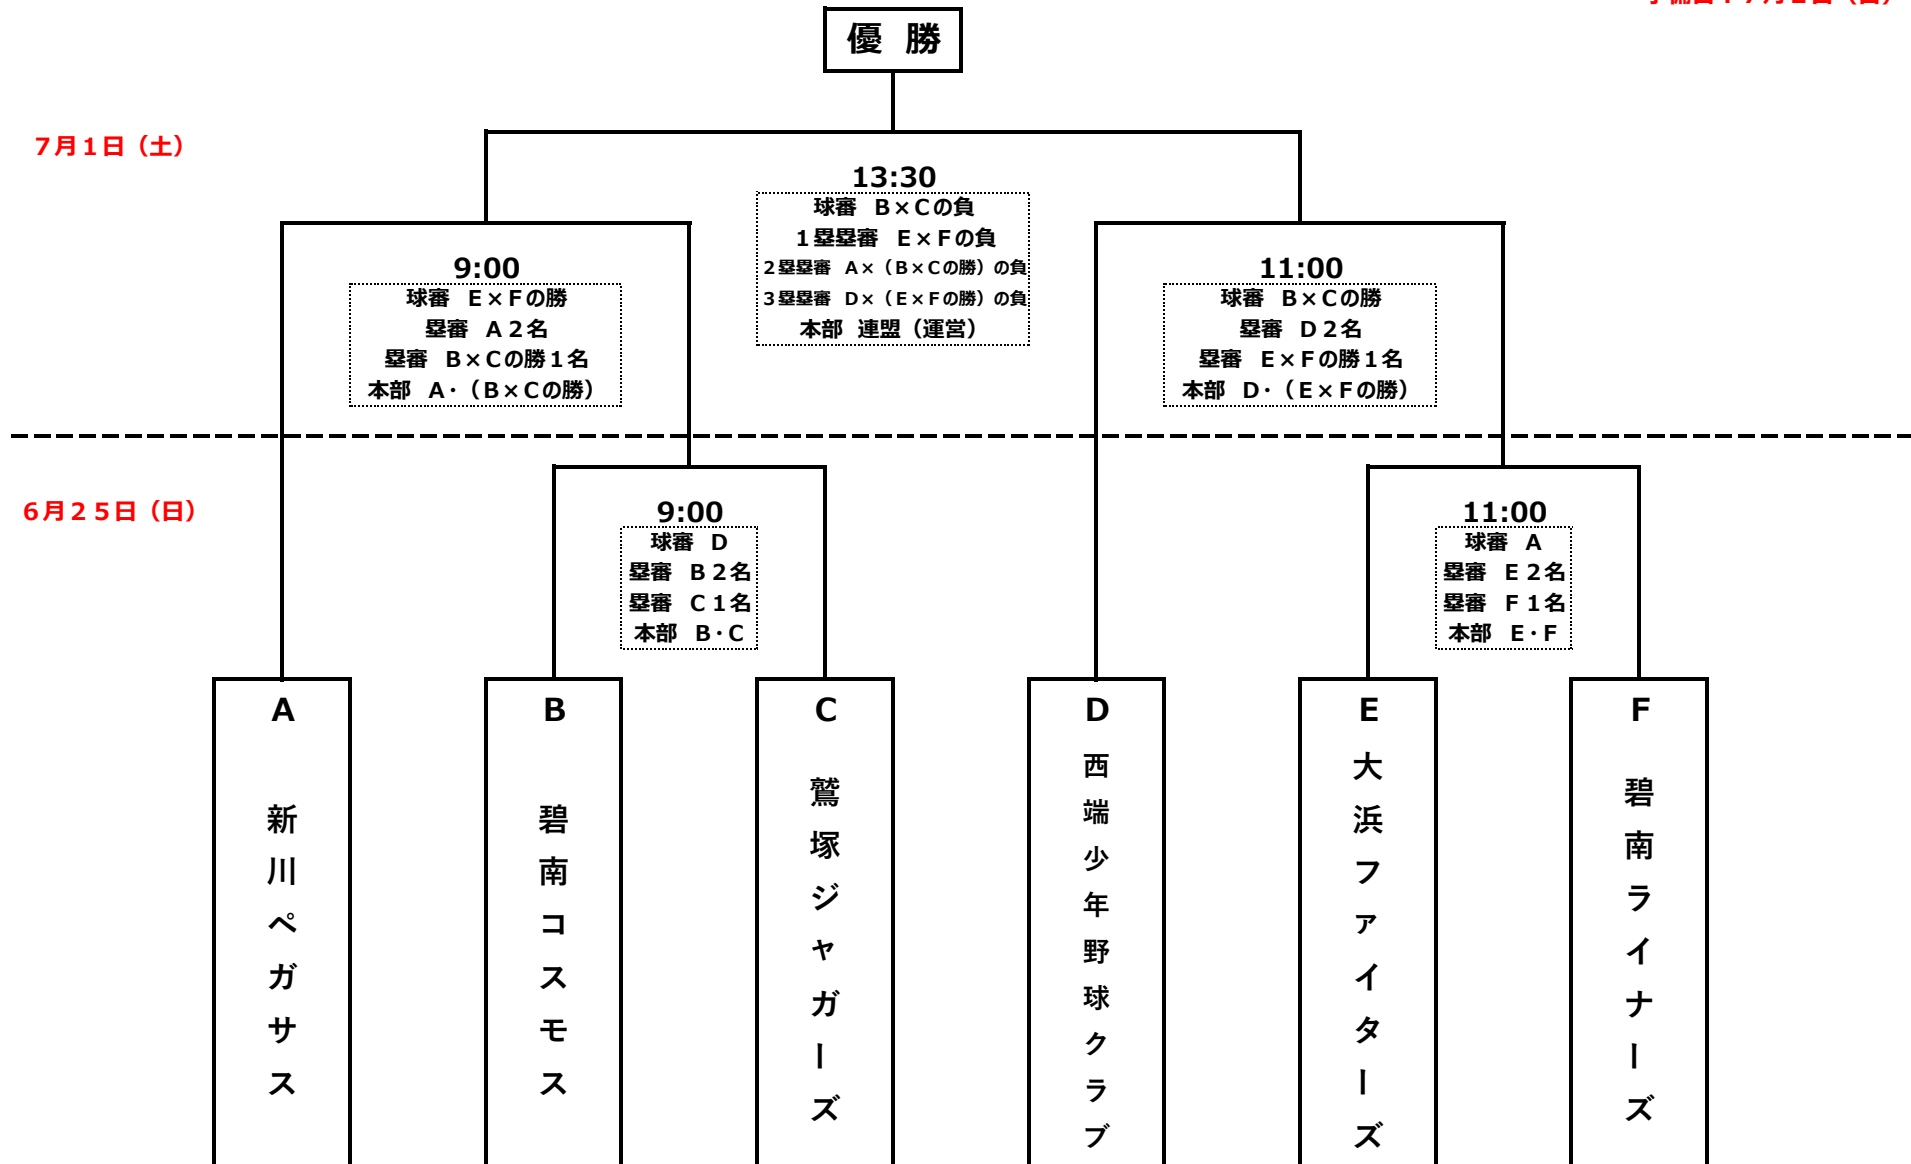 優 勝
7月1日（土）
13:30
球審 B×Cの負
1塁塁審 E×Fの負
2塁塁審 A×（B×Cの勝）の負
3塁塁審 D×（E×Fの勝）の負
本部 連盟（運営）
9:00
球審 E×Fの勝
塁審 A2名
塁審 B×Cの勝1名
本部 A・（B×Cの勝）
11:00
球審 B×Cの勝
塁審 D2名
塁審 E×Fの勝1名
本部 D・（E×Fの勝）
6月25日（日）
9:00
球審 D
塁審 B2名
塁審 C1名
本部 B・C
11:00
球審 A
塁審 E2名
塁審 F1名
本部 E・F
A
新川ペガサス
B
碧南コスモス
C
鷲塚ジャガーズ
D
西端少年野球クラブ
E
大浜ファイターズ
F
碧南ライナーズ